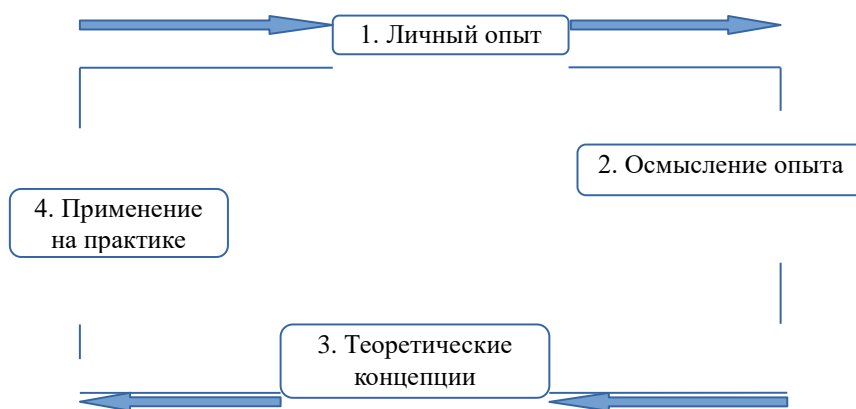 1. Личный опыт
2. Осмысление опыта
3. Теоретические
концепции
4. Применение
на практике